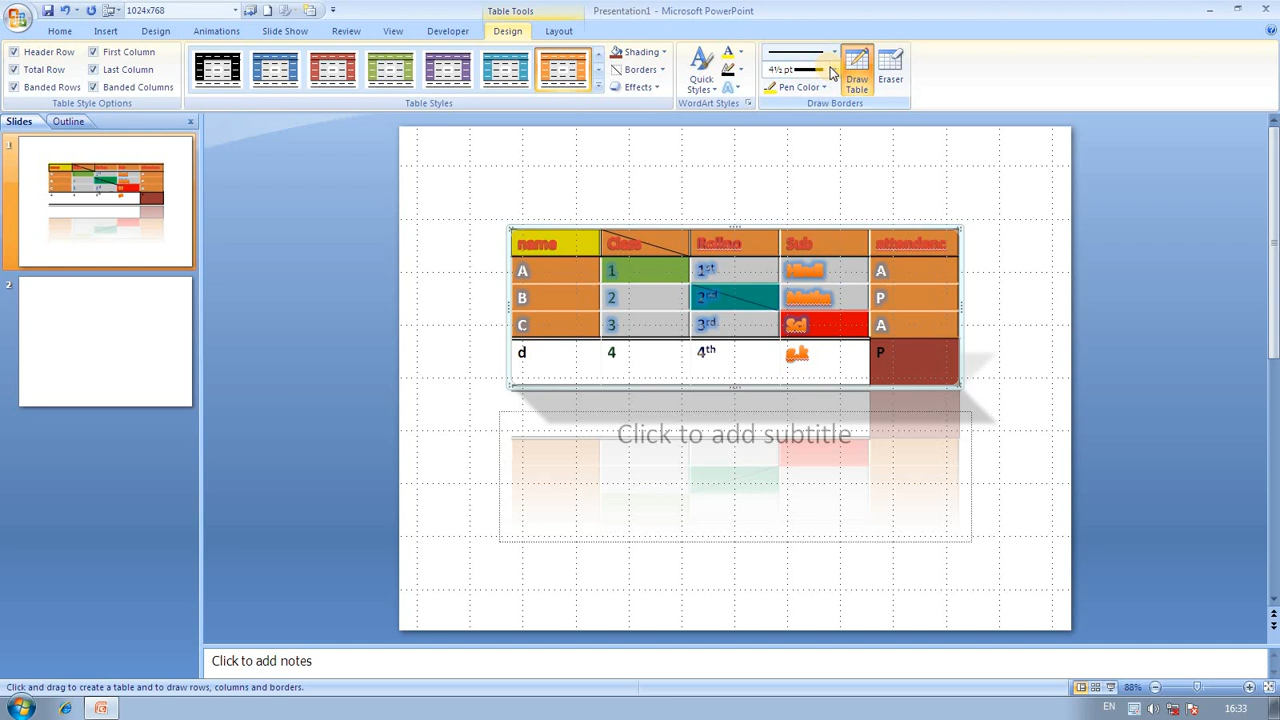 1024x768
Table Tools
Presentation1 - Microsoft PowerPoint
Home Insert Design Animations Slide Show Review View Developer Design Layout
Header Row First Column
Total Row Last Column
Banded Rows Banded Columns
Table Style Options
Shading
Borders
Effects
Table Styles
Quick Styles
WordArt Styles
4½ pt
Pen Color
Draw Table
Eraser
Draw Borders
Slides Outline
1
2
name Class Rollno Sub attendanc
A 1 1st A
B 2 2rd P
C 3 3rd Sci A
d 4 4th g.k P
Click to add subtitle
Click to add notes
Click and drag to create a table and to draw rows, columns and borders.
88%
EN
16:33